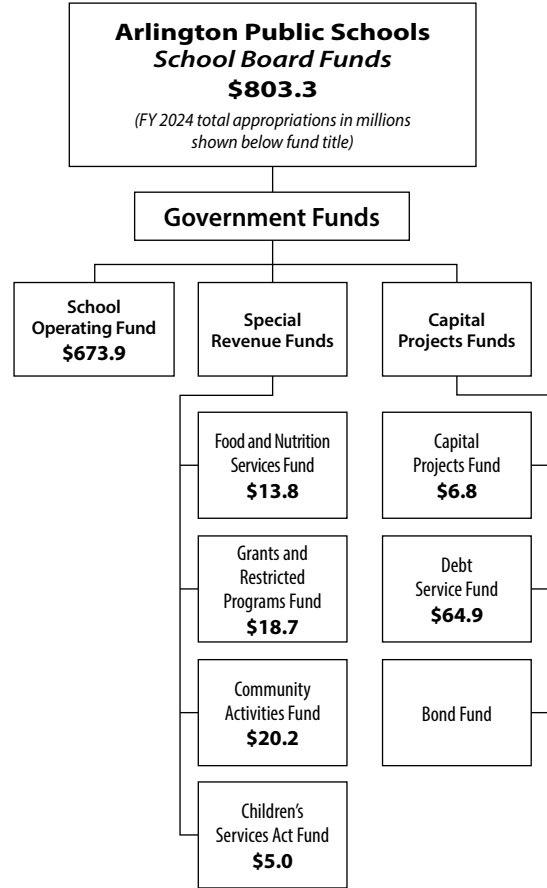 Arlington Public Schools
School Board Funds
$803.3
(FY 2024 total appropriations in millions
shown below fund title)
Government Funds
School
Operating Fund
$673.9
Special
Revenue Funds
Capital
Projects Funds
Food and Nutrition
Services Fund
$13.8
Capital
Projects Fund
$6.8
Grants and
Restricted
Programs Fund
$18.7
Debt
Service Fund
$64.9
Community
Activities Fund
$20.2
Bond Fund
Children’s
Services Act Fund
$5.0